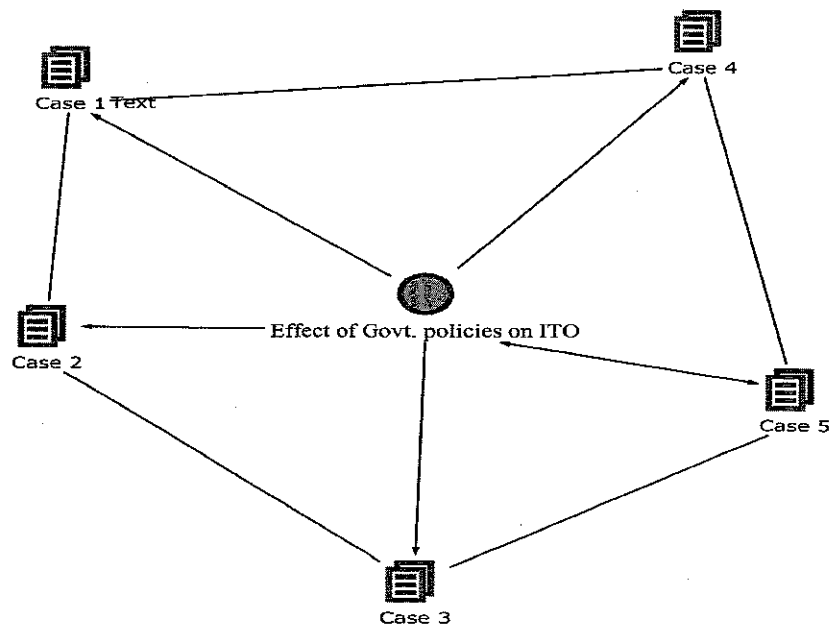 Case 4
Case 1 Text
Effect of Govt. policies on ITO
Case 2
Case 5
Case 3